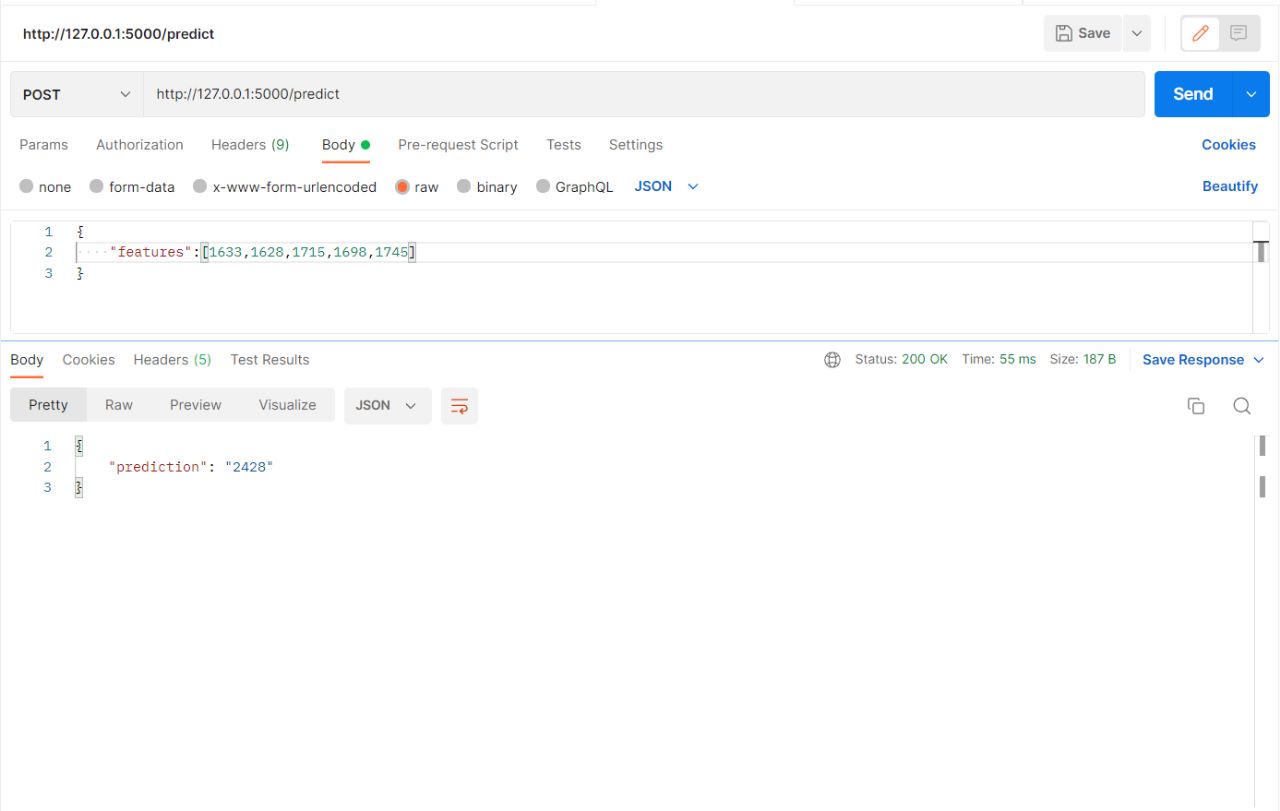 http://127.0.0.1:5000/predict
Save
POST
http://127.0.0.1:5000/predict
Send
Params Authorization Headers (9) Body Pre-request Script Tests Settings Cookies
none form-data x-www-form-urlencoded raw binary GraphQL JSON Beautify
1 {
2 "features":[1633,1628,1715,1698,1745]
3 }
Body Cookies Headers (5) Test Results Status: 200 OK Time: 55 ms Size: 187 B Save Response
Pretty Raw Preview Visualize JSON
1 {
2 "prediction": "2428"
3 }